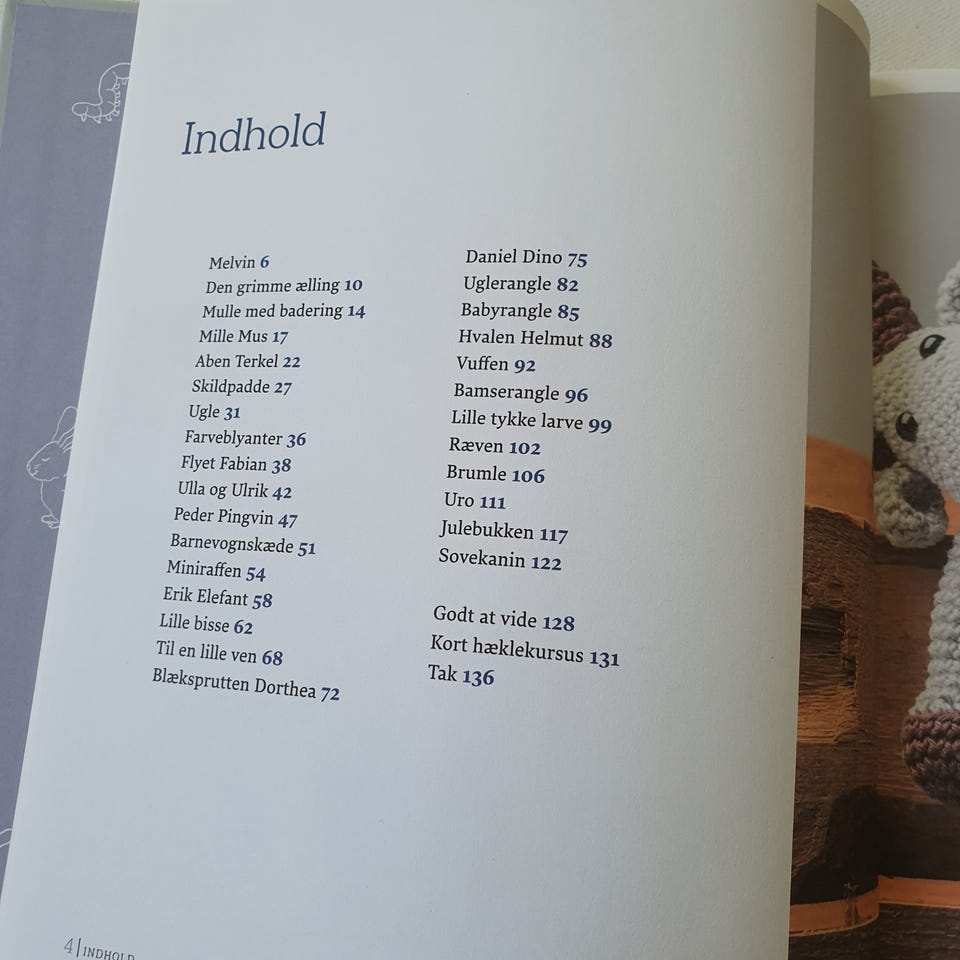 Indhold
Melvin 6
Den grimme ælling 10
Mulle med badering 14
Mille Mus 17
Aben Terkel 22
Skildpadde 27
Ugle 31
Farveblyanter 36
Flyet Fabian 38
Ulla og Ulrik 42
Peder Pingvin 47
Barnevognskæde 51
Miniraffen 54
Erik Elefant 58
Lille bisse 62
Til en lille ven 68
Blæksprutten Dorthea 72
Daniel Dino 75
Uglerangle 82
Babyrangle 85
Hvalen Helmut 88
Vuffen 92
Bamserangle 96
Lille tykke larve 99
Ræven 102
Brumle 106
Uro 111
Julebukken 117
Sovekanin 122
Godt at vide 128
Kort hæklekursus 131
Tak 136
4 | INDHOLD